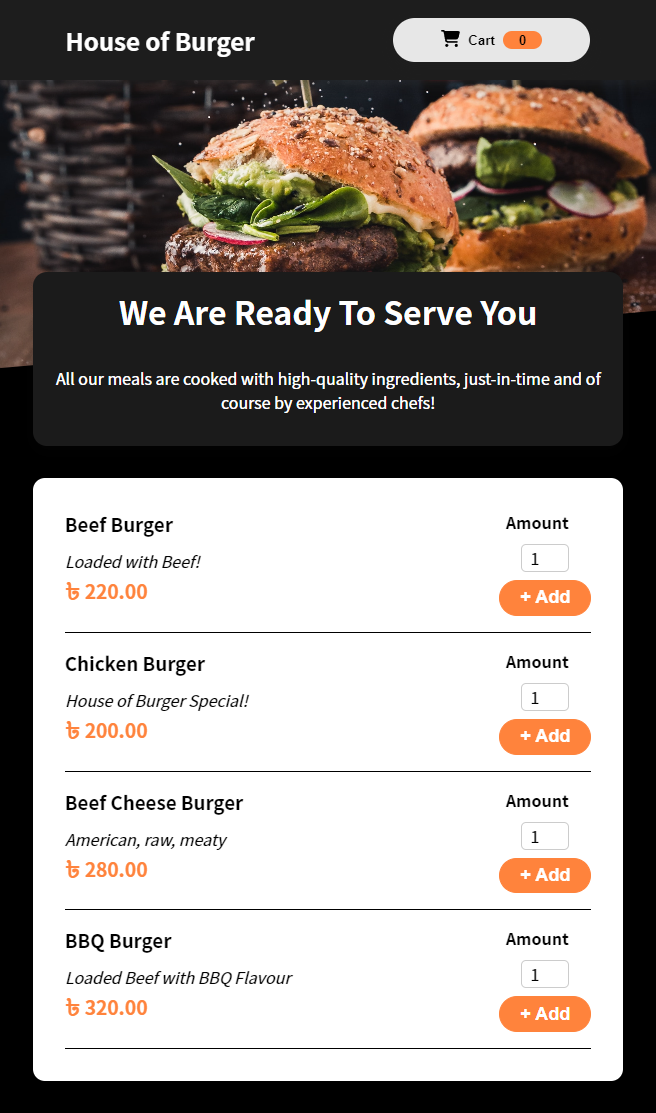 House of Burger
Cart 0
We Are Ready To Serve You
All our meals are cooked with high-quality ingredients, just-in-time and of
course by experienced chefs!
Beef Burger
Amount
Loaded with Beef!
1
৳ 220.00
+ Add
Chicken Burger
Amount
House of Burger Special!
1
৳ 200.00
+ Add
Beef Cheese Burger
Amount
American, raw, meaty
1
৳ 280.00
+ Add
BBQ Burger
Amount
Loaded Beef with BBQ Flavour
1
৳ 320.00
+ Add